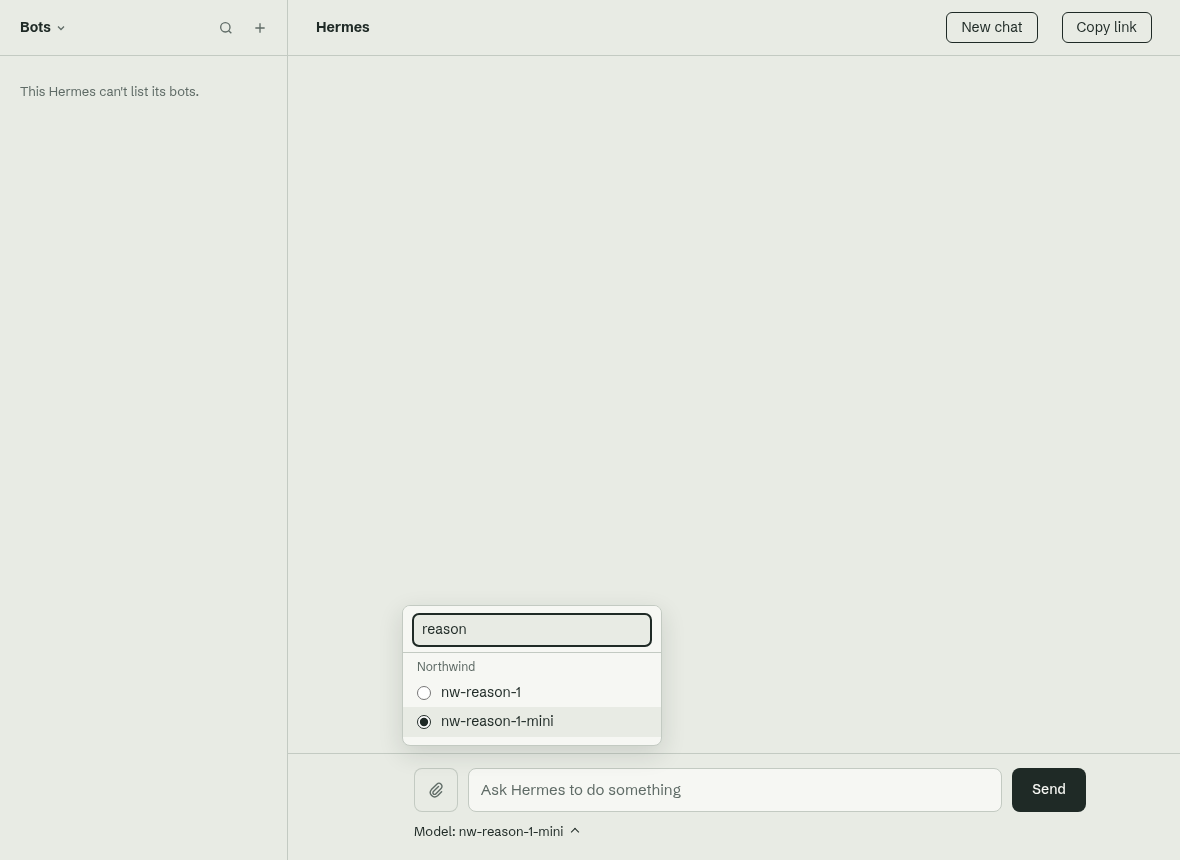 Bots
This Hermes can't list its bots.
Hermes
New chat
Copy link
reason
Northwind
nw-reason-1
nw-reason-1-mini
Ask Hermes to do something
Send
Model: nw-reason-1-mini